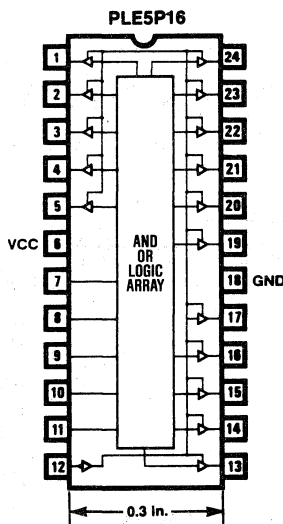 PLE5P16
1 24
2 23
3 22
4 21
5 20
VCC 6 19
7 18 GND
8 17
9 16
10 15
11 14
12 13
AND
OR
LOGIC
ARRAY
0.3 in.